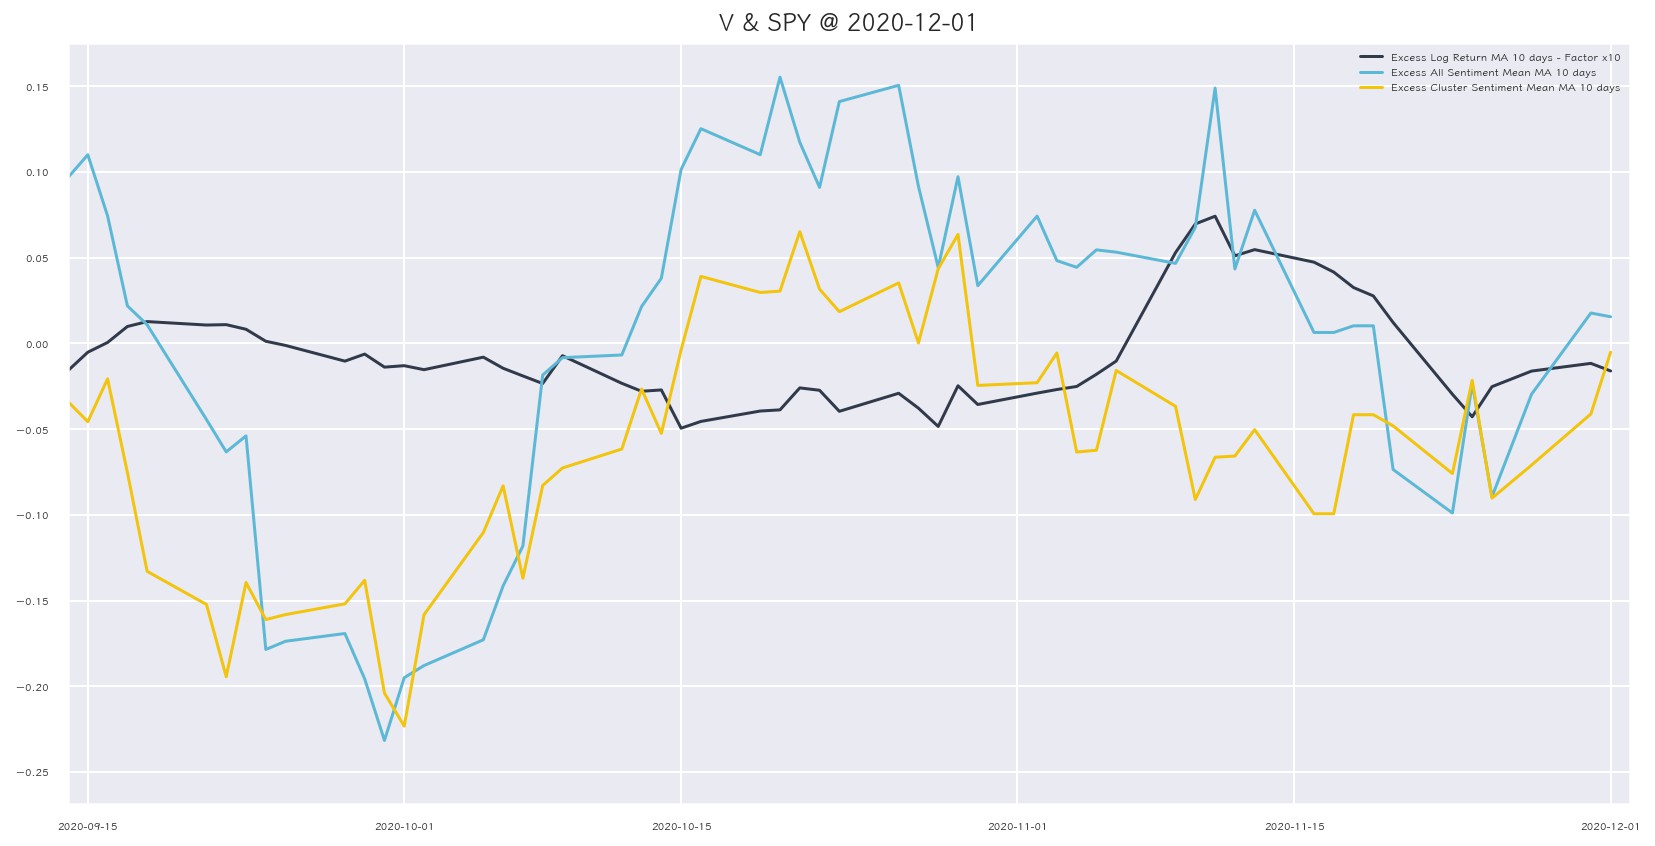 V & SPY @ 2020-12-01
Excess Log Return MA 10 days - Factor x10
Excess All Sentiment Mean MA 10 days
Excess Cluster Sentiment Mean MA 10 days
0.15
0.10
0.05
0.00
−0.05
−0.10
−0.15
−0.20
−0.25
2020-09-15 2020-10-01 2020-10-15 2020-11-01 2020-11-15 2020-12-01